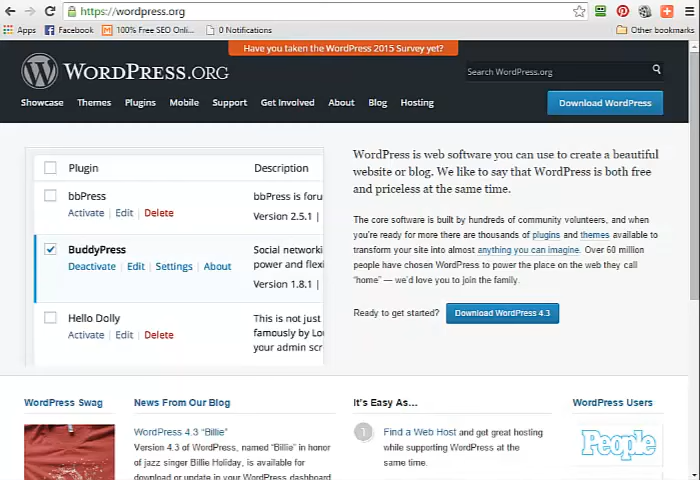 https://wordpress.org
Apps Facebook 100% Free SEO Onli... 0 Notifications Other bookmarks
Have you taken the WordPress 2015 Survey yet?
WORDPRESS.ORG
Search WordPress.org
Showcase Themes Plugins Mobile Support Get Involved About Blog Hosting
Download WordPress
Plugin Description
bbPress bbPress is foru
Activate | Edit | Delete
Version 2.5.1 |
BuddyPress Social networki
Deactivate | Edit | Settings | About power and flexi
Version 1.8.1 |
Hello Dolly This is not just
Activate | Edit | Delete famously by Lou
your admin scr
WordPress is web software you can use to create a beautiful
website or blog. We like to say that WordPress is both free
and priceless at the same time.
The core software is built by hundreds of community volunteers, and when
you're ready for more there are thousands of plugins and themes available to
transform your site into almost anything you can imagine. Over 60 million
people have chosen WordPress to power the place on the web they call
“home” — we'd love you to join the family.
Ready to get started? Download WordPress 4.3
WordPress Swag
News From Our Blog
WordPress 4.3 “Billie”
Version 4.3 of WordPress, named “Billie” in honor
of jazz singer Billie Holiday, is available for
download or update in your WordPress dashboard
It's Easy As…
1 Find a Web Host and get great hosting
while supporting WordPress at the
same time.
WordPress Users
People